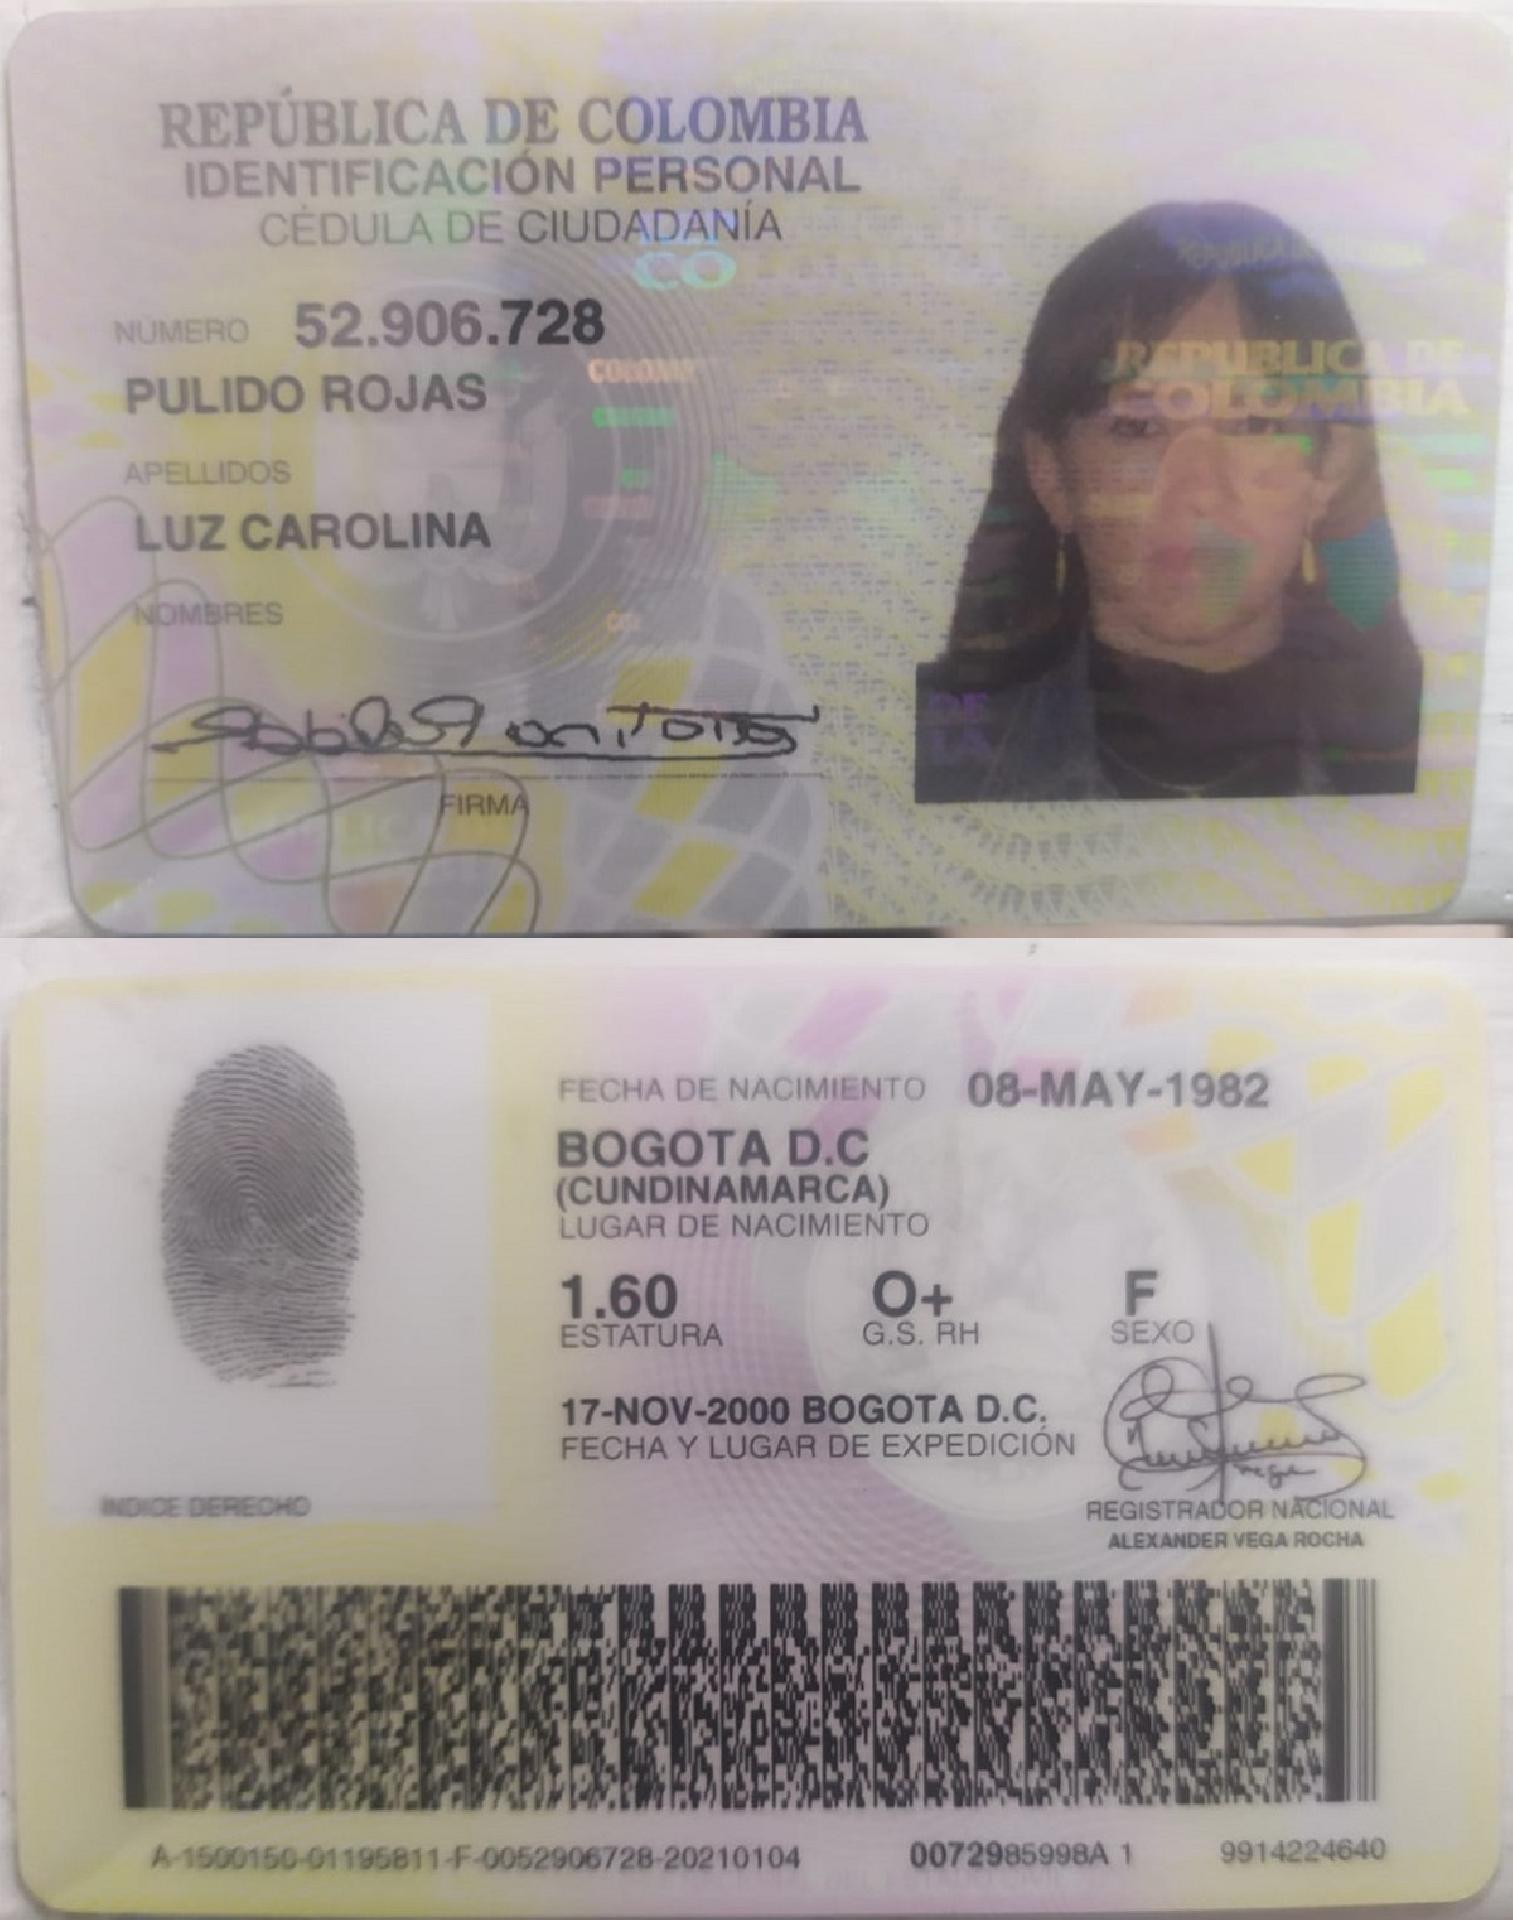 REPÚBLICA DE COLOMBIA
IDENTIFICACIÓN PERSONAL
CÉDULA DE CIUDADANÍA
CO
NÚMERO 52.906.728
PULIDO ROJAS
APELLIDOS
LUZ CAROLINA
NOMBRES
FIRMA
REPUBLICA DE
COLOMBIA
DE
LA
FECHA DE NACIMIENTO 08-MAY-1982
BOGOTA D.C
(CUNDINAMARCA)
LUGAR DE NACIMIENTO
1.60 O+ F
ESTATURA G.S. RH SEXO
17-NOV-2000 BOGOTA D.C.
FECHA Y LUGAR DE EXPEDICIÓN
INDICE DERECHO
REGISTRADOR NACIONAL
ALEXANDER VEGA ROCHA
A-1500150-01195811-F-0052906728-20210104 0072985998A 1 9914224640